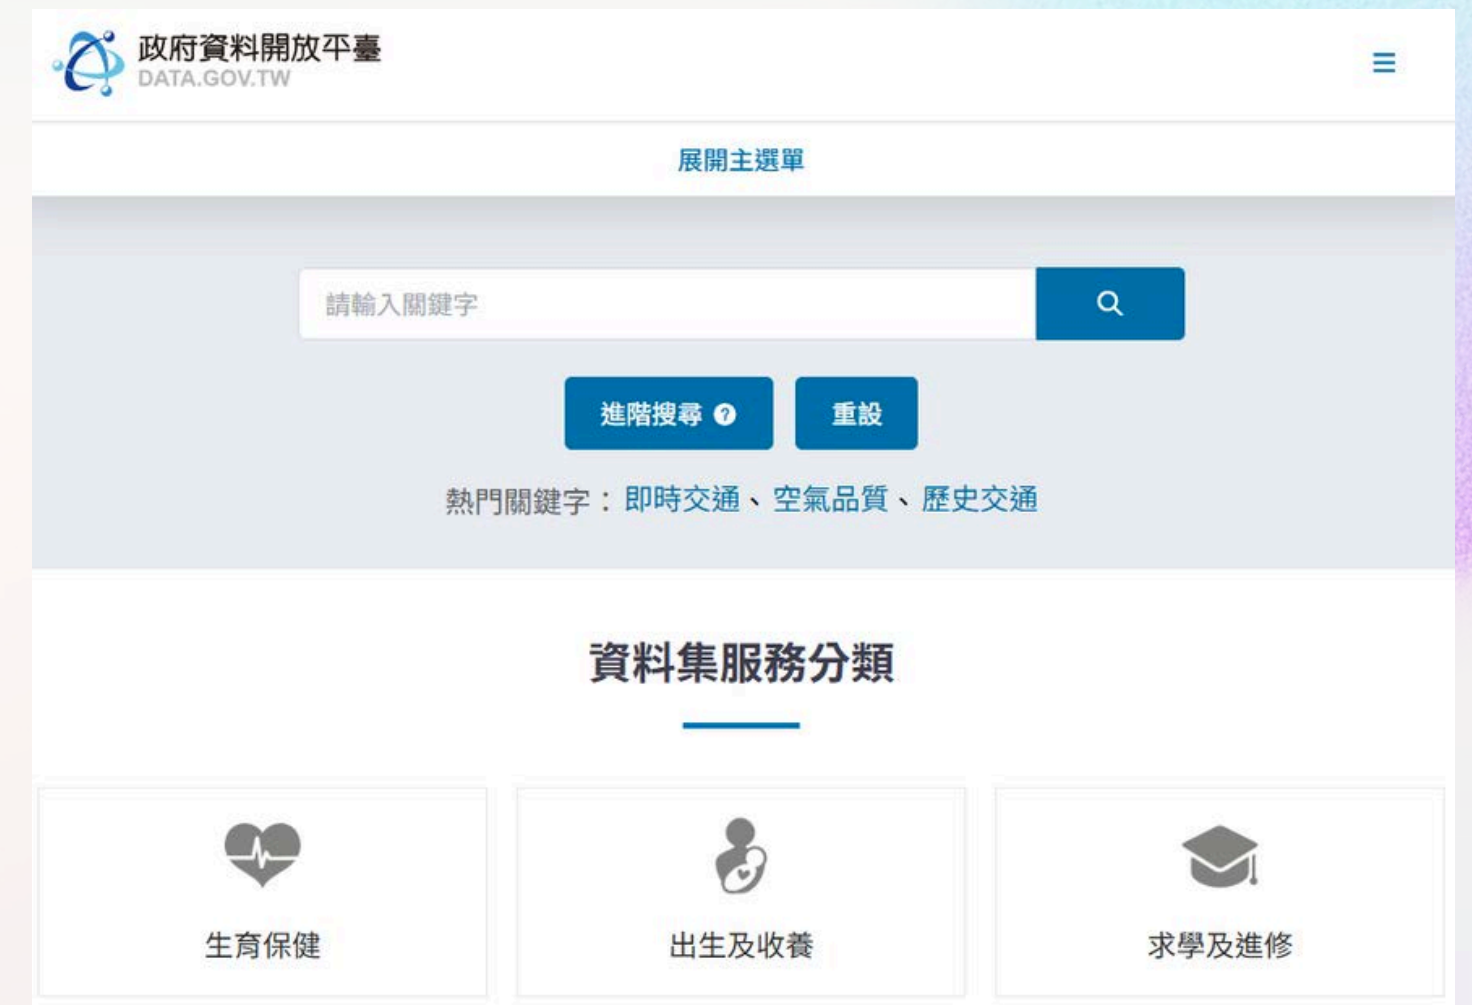 政府資料開放平臺
DATA.GOV.TW
展開主選單
請輸入關鍵字
進階搜尋 ?
重設
熱門關鍵字：即時交通、空氣品質、歷史交通
資料集服務分類
生育保健
出生及收養
求學及進修